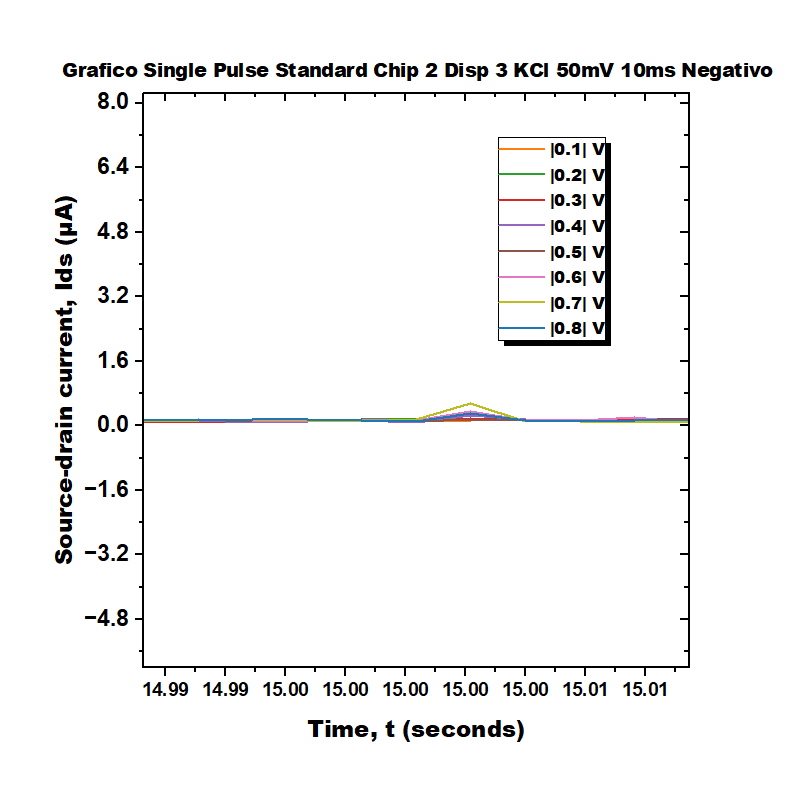 Grafico Single Pulse Standard Chip 2 Disp 3 KCl 50mV 10ms Negativo
8.0
6.4
4.8
3.2
1.6
0.0
−1.6
−3.2
−4.8
Source-drain current, Ids (µA)
|0.1| V
|0.2| V
|0.3| V
|0.4| V
|0.5| V
|0.6| V
|0.7| V
|0.8| V
14.99 14.99 15.00 15.00 15.00 15.00 15.00 15.01 15.01
Time, t (seconds)